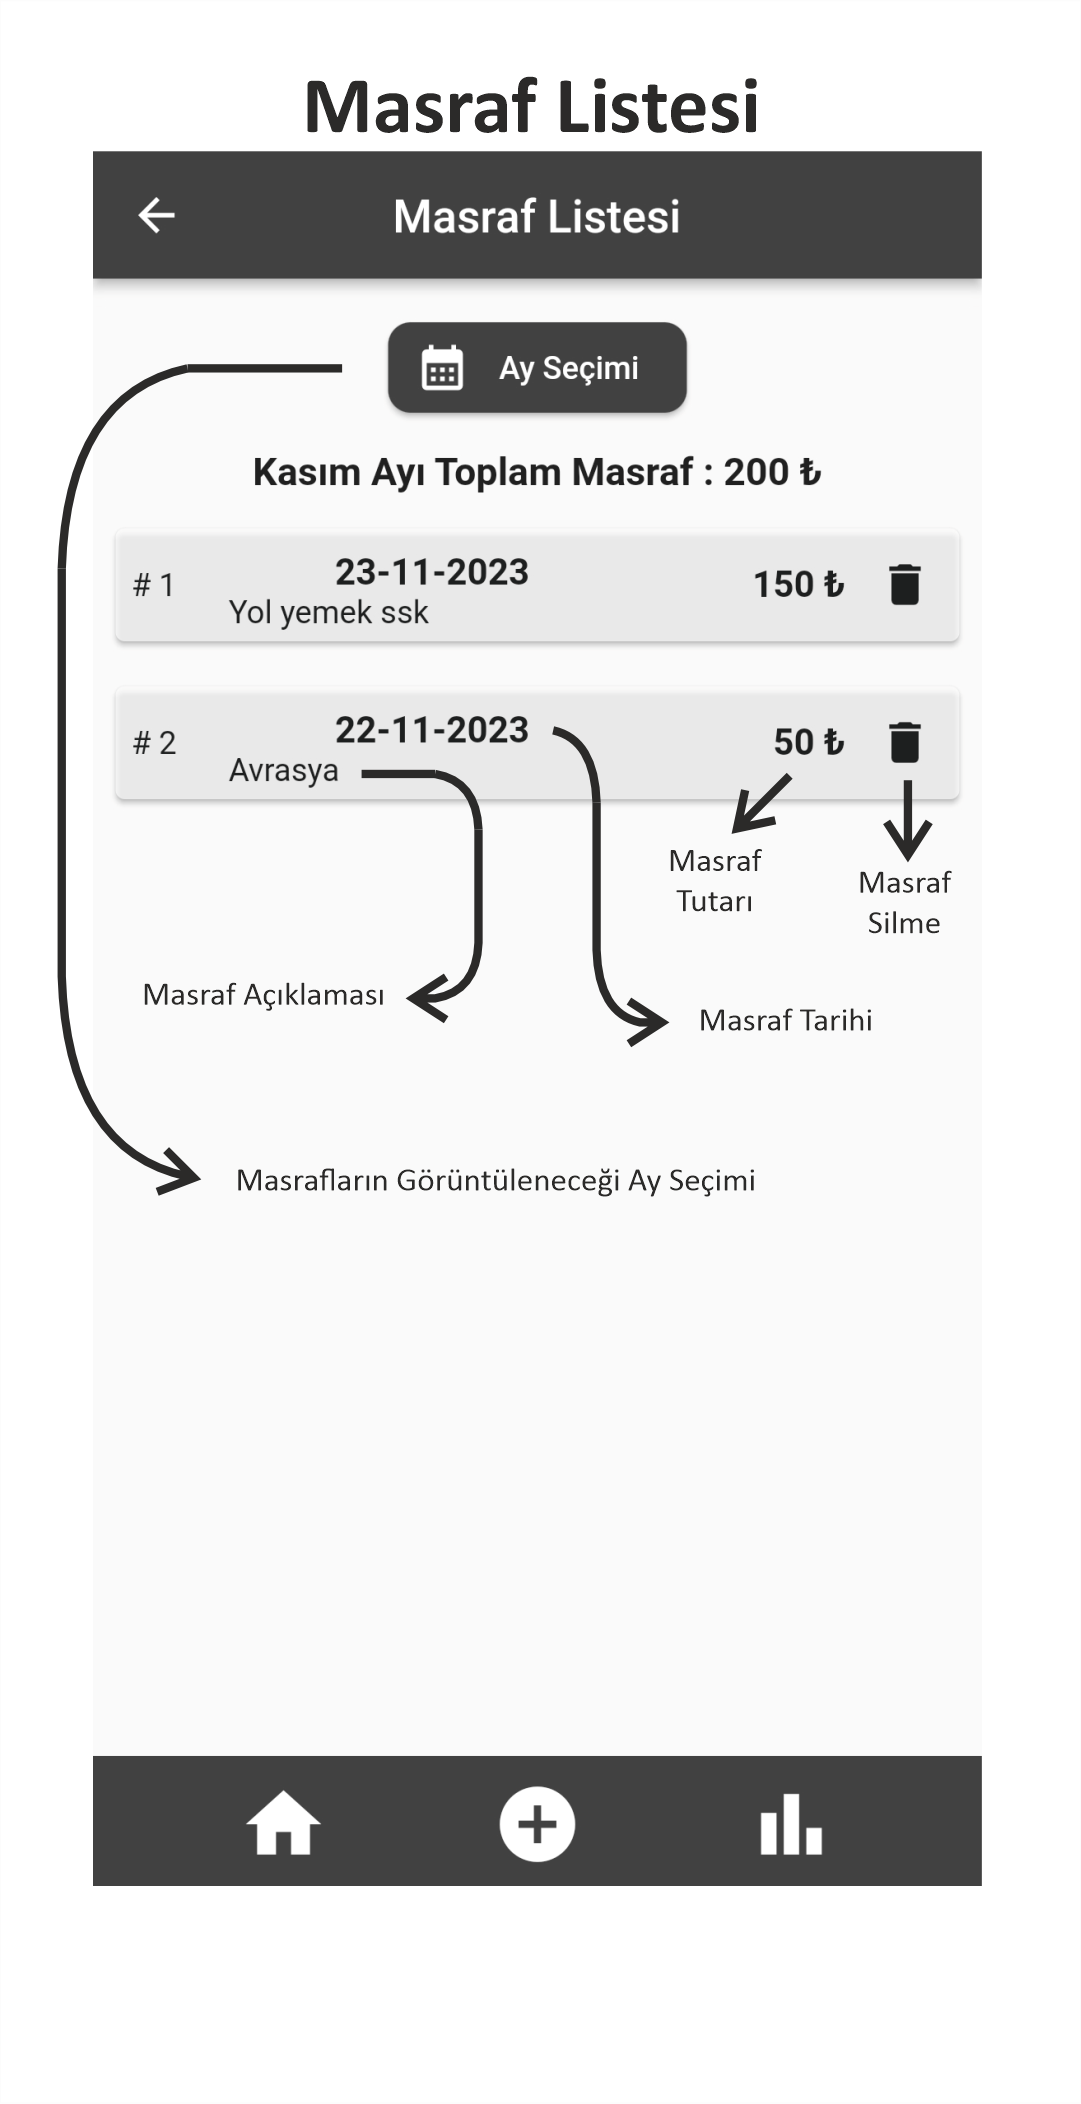 Masraf Listesi
Masraf Listesi
Ay Seçimi
Kasım Ayı Toplam Masraf : 200 ₺
# 1
23-11-2023
Yol yemek ssk
150 ₺
# 2
22-11-2023
Avrasya
50 ₺
Masraf
Tutarı
Masraf
Silme
Masraf Açıklaması
Masraf Tarihi
Masrafların Görüntüleneceği Ay Seçimi